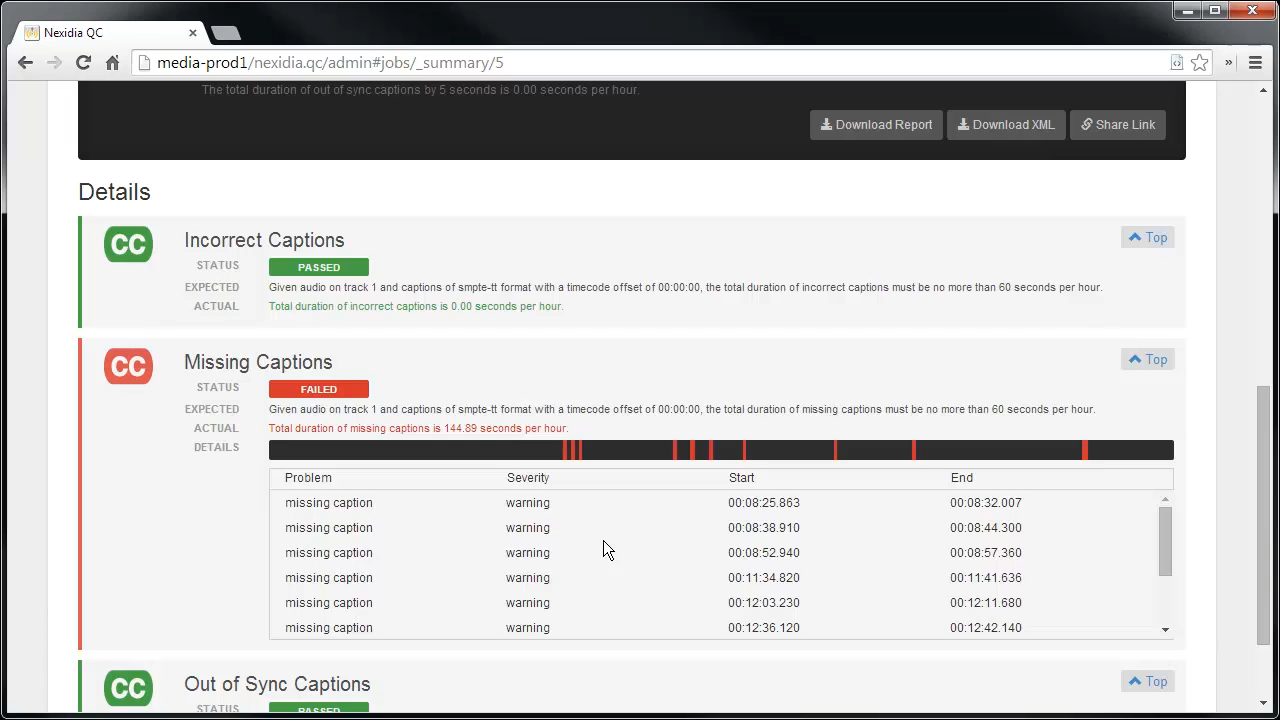 Nexidia QC
media-prod1/nexidia.qc/admin#jobs/_summary/5
The total duration of out of sync captions by 5 seconds is 0.00 seconds per hour.
Download Report Download XML Share Link
Details
CC Incorrect Captions Top
STATUS PASSED
EXPECTED Given audio on track 1 and captions of smpte-tt format with a timecode offset of 00:00:00, the total duration of incorrect captions must be no more than 60 seconds per hour.
ACTUAL Total duration of incorrect captions is 0.00 seconds per hour.
CC Missing Captions Top
STATUS FAILED
EXPECTED Given audio on track 1 and captions of smpte-tt format with a timecode offset of 00:00:00, the total duration of missing captions must be no more than 60 seconds per hour.
ACTUAL Total duration of missing captions is 144.89 seconds per hour.
DETAILS
Problem Severity Start End
missing caption warning 00:08:25.863 00:08:32.007
missing caption warning 00:08:38.910 00:08:44.300
missing caption warning 00:08:52.940 00:08:57.360
missing caption warning 00:11:34.820 00:11:41.636
missing caption warning 00:12:03.230 00:12:11.680
missing caption warning 00:12:36.120 00:12:42.140
CC Out of Sync Captions Top
STATUS PASSED